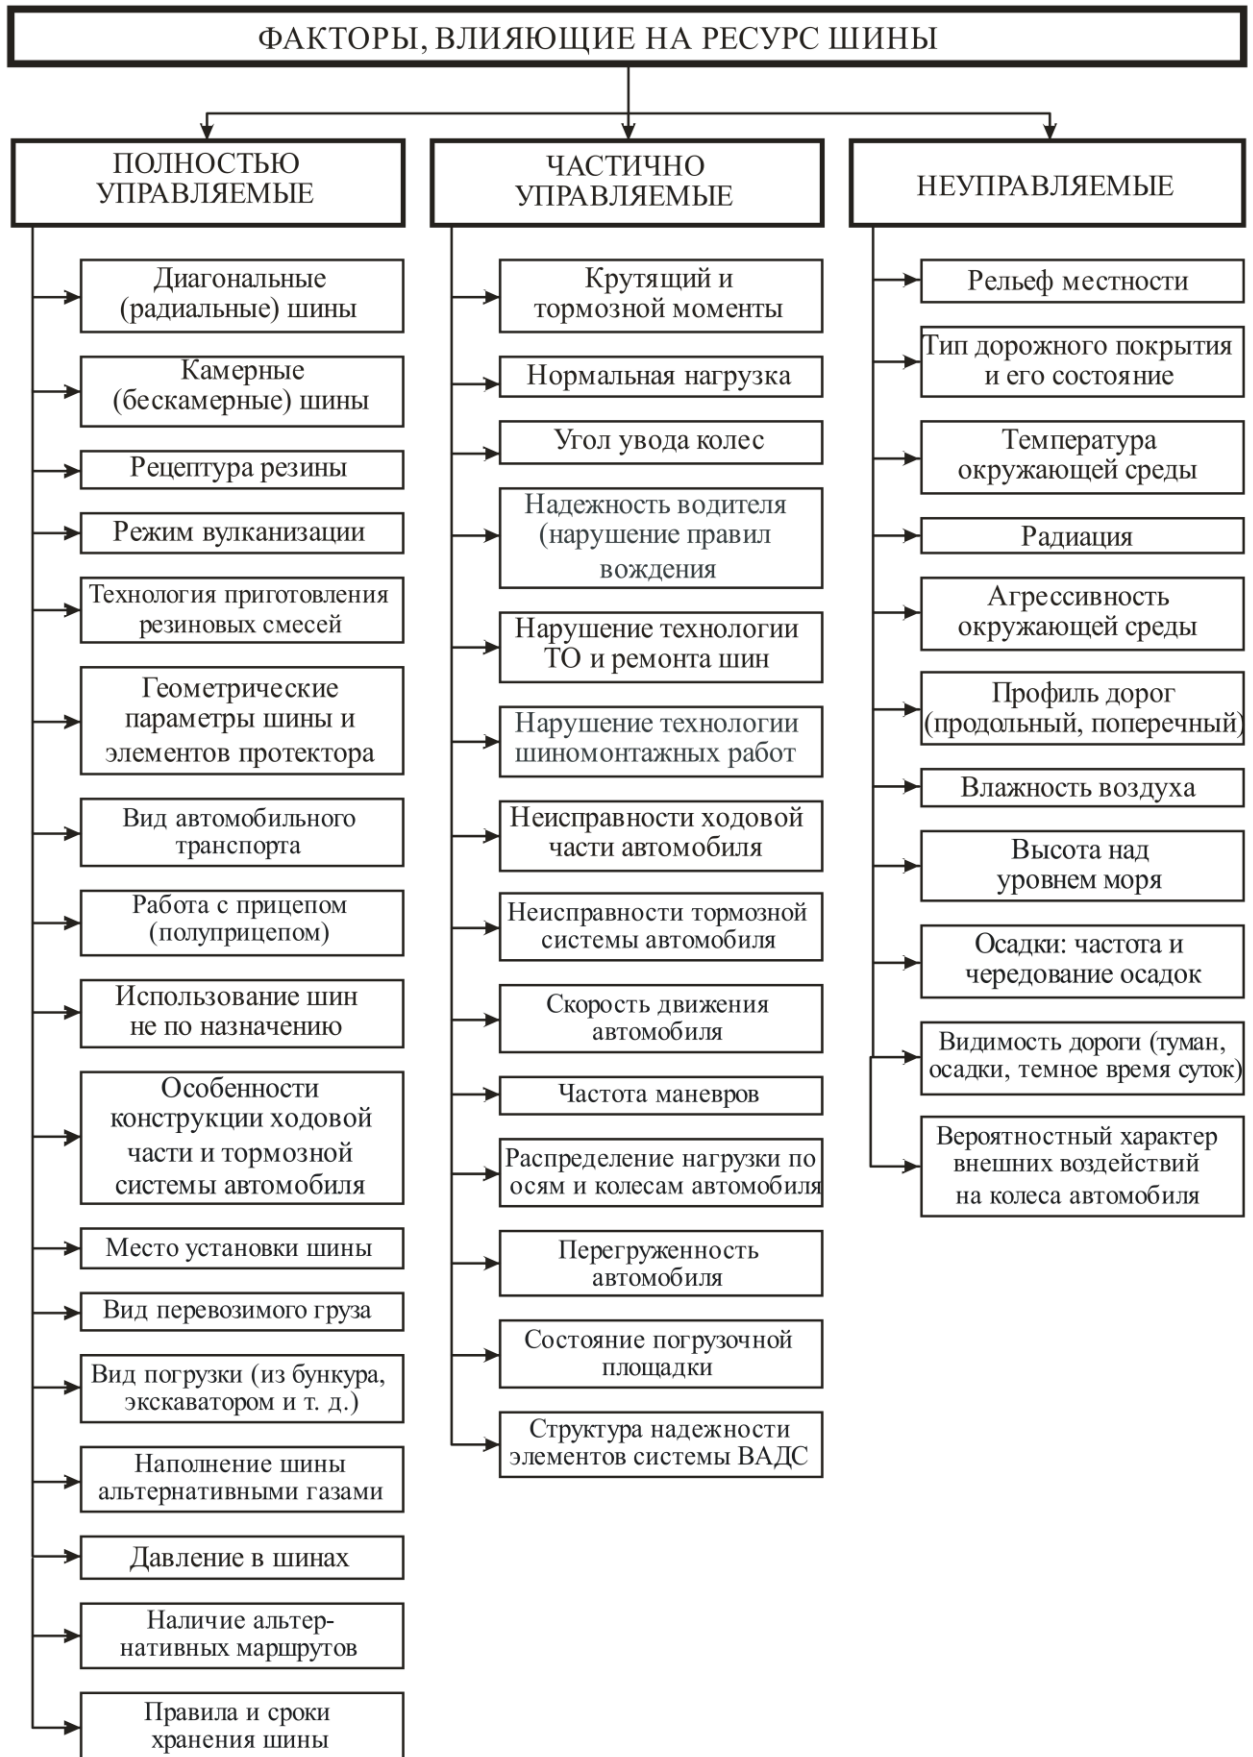 ФАКТОРЫ, ВЛИЯЮЩИЕ НА РЕСУРС ШИНЫ
ПОЛНОСТЬЮ
УПРАВЛЯЕМЫЕ
Диагональные
(радиальные) шины
Камерные
(бескамерные) шины
Рецептура резины
Режим вулканизации
Технология приготовления
резиновых смесей
Геометрические
параметры шины и
элементов протектора
Вид автомобильного
транспорта
Работа с прицепом
(полуприцепом)
Использование шин
не по назначению
Особенности
конструкции ходовой
части и тормозной
системы автомобиля
Место установки шины
Вид перевозимого груза
Вид погрузки (из бункура,
экскаватором и т. д.)
Наполнение шины
альтернативными газами
Давление в шинах
Наличие альтер-
нативных маршрутов
Правила и сроки
хранения шины
ЧАСТИЧНО
УПРАВЛЯЕМЫЕ
Крутящий и
тормозной моменты
Нормальная нагрузка
Угол увода колес
Надежность водителя
(нарушение правил
вождения
Нарушение технологии
ТО и ремонта шин
Нарушение технологии
шиномонтажных работ
Неисправности ходовой
части автомобиля
Неисправности тормозной
системы автомобиля
Скорость движения
автомобиля
Частота маневров
Распределение нагрузки по
осям и колесам автомобиля
Перегруженность
автомобиля
Состояние погрузочной
площадки
Структура надежности
элементов системы ВАДС
НЕУПРАВЛЯЕМЫЕ
Рельеф местности
Тип дорожного покрытия
и его состояние
Температура
окружающей среды
Радиация
Агрессивность
окружающей среды
Профиль дорог
(продольный, поперечный)
Влажность воздуха
Высота над
уровнем моря
Осадки: частота и
чередование осадок
Видимость дороги (туман,
осадки, темное время суток)
Вероятностный характер
внешних воздействий
на колеса автомобиля